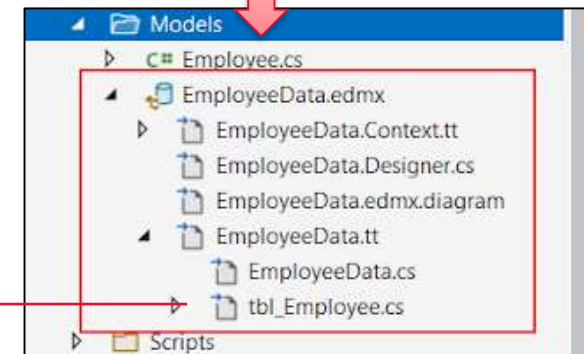 Models
C# Employee.cs
EmployeeData.edmx
EmployeeData.Context.tt
EmployeeData.Designer.cs
EmployeeData.edmx.diagram
EmployeeData.tt
EmployeeData.cs
tbl_Employee.cs
Scripts